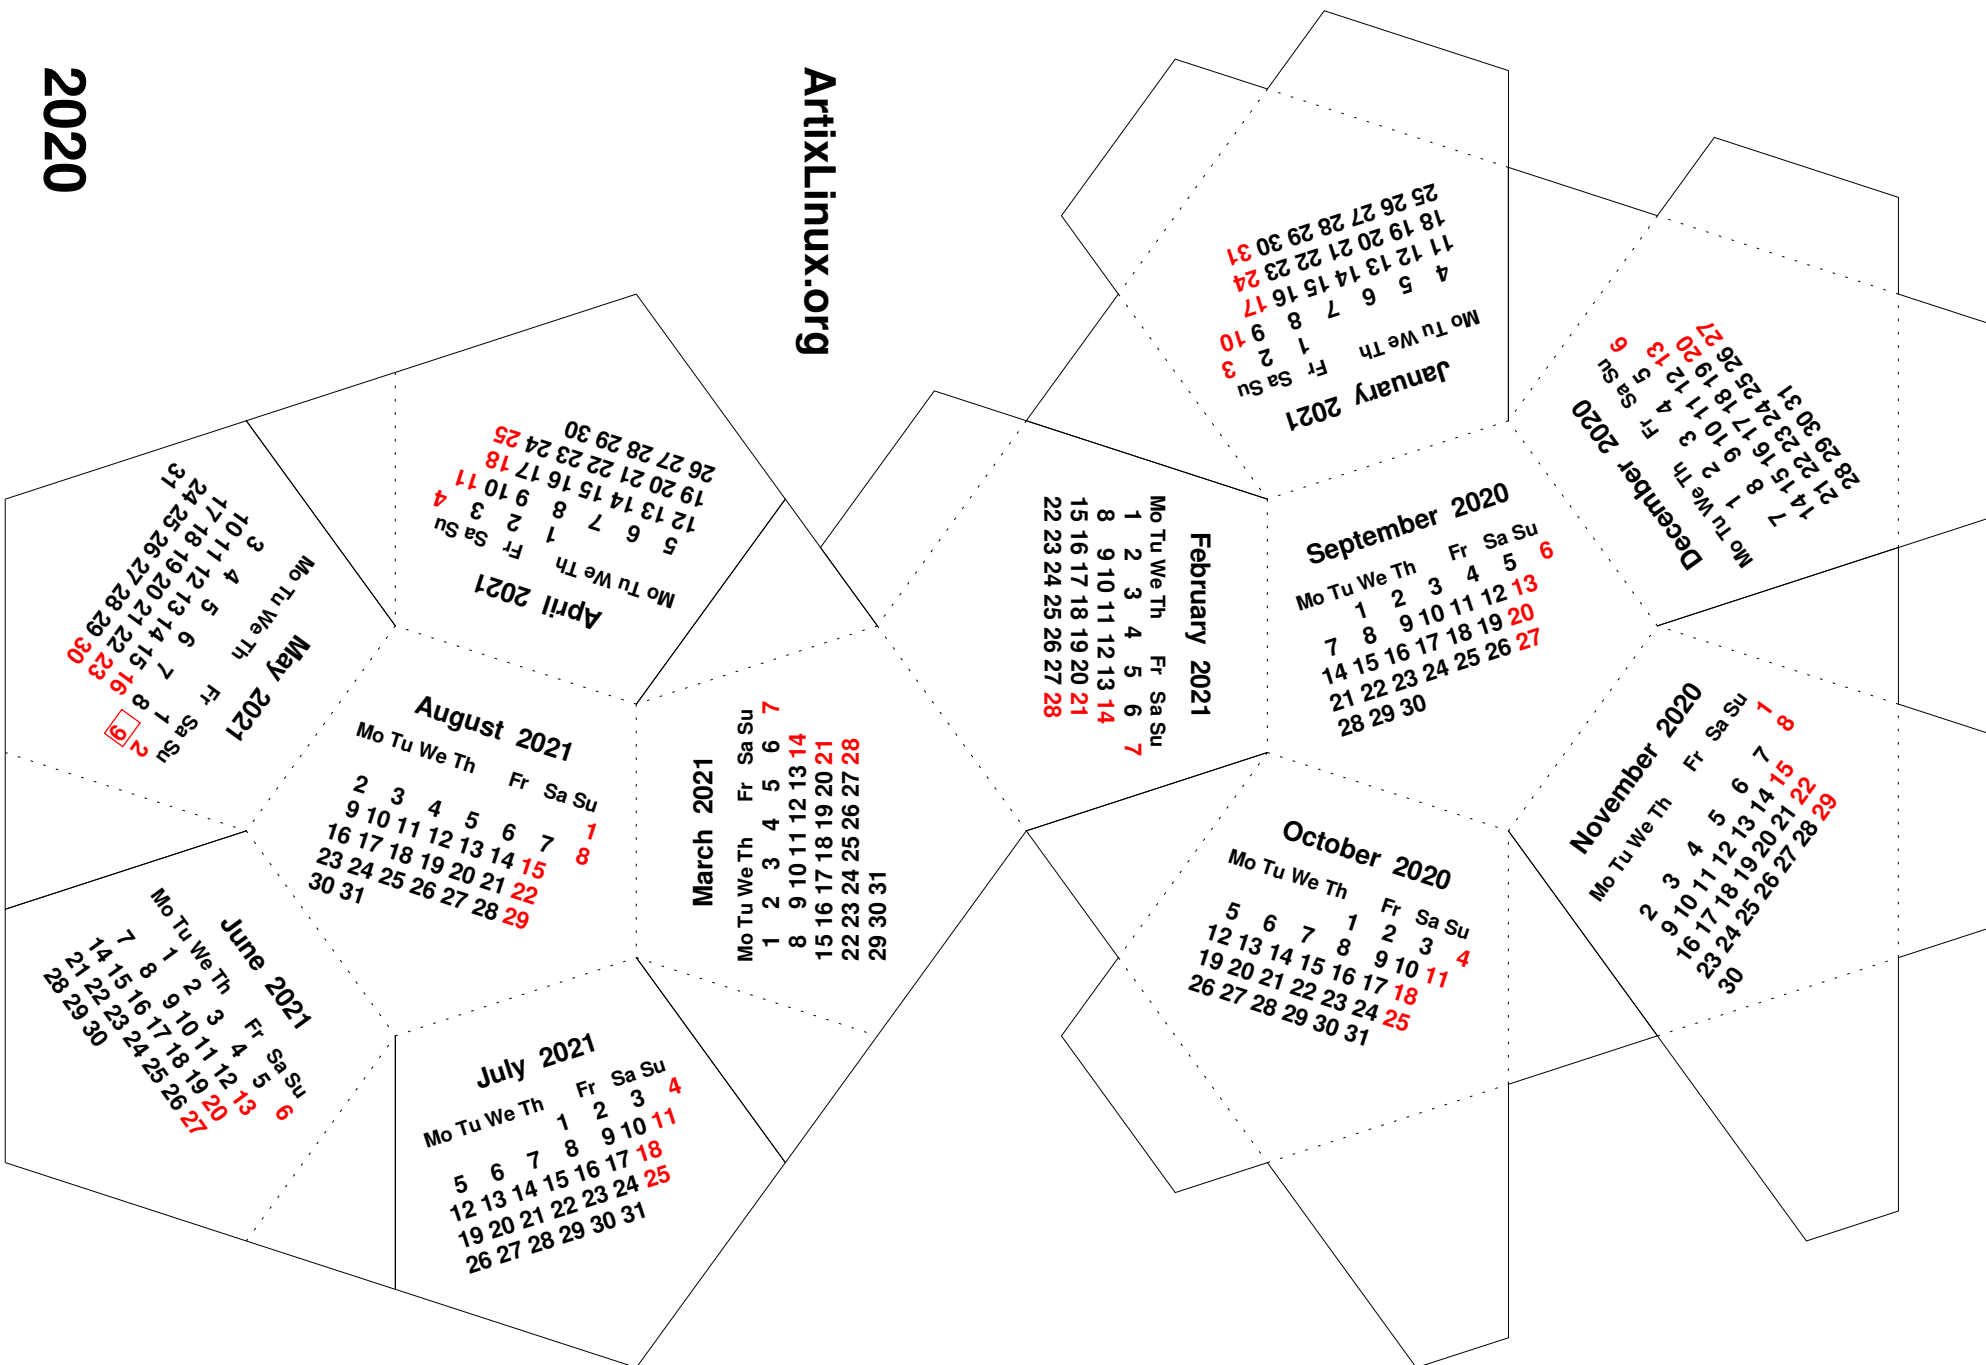 2020
ArtixLinux.org
January 2021
Mo Tu We Th Fr Sa Su
1 2 3
4 5 6 7 8 9 10
11 12 13 14 15 16 17
18 19 20 21 22 23 24
25 26 27 28 29 30 31
December 2020
Mo Tu We Th Fr Sa Su
1 2 3 4 5 6
7 8 9 10 11 12 13
14 15 16 17 18 19 20
21 22 23 24 25 26 27
28 29 30 31
September 2020
Mo Tu We Th Fr Sa Su
1 2 3 4 5 6
7 8 9 10 11 12 13
14 15 16 17 18 19 20
21 22 23 24 25 26 27
28 29 30
February 2021
Mo Tu We Th Fr Sa Su
1 2 3 4 5 6 7
8 9 10 11 12 13 14
15 16 17 18 19 20 21
22 23 24 25 26 27 28
November 2020
Mo Tu We Th Fr Sa Su
1
2 3 4 5 6 7 8
9 10 11 12 13 14 15
16 17 18 19 20 21 22
23 24 25 26 27 28 29
30
October 2020
Mo Tu We Th Fr Sa Su
1 2 3 4
5 6 7 8 9 10 11
12 13 14 15 16 17 18
19 20 21 22 23 24 25
26 27 28 29 30 31
April 2021
Mo Tu We Th Fr Sa Su
1 2 3 4
5 6 7 8 9 10 11
12 13 14 15 16 17 18
19 20 21 22 23 24 25
26 27 28 29 30
May 2021
Mo Tu We Th Fr Sa Su
1 2
3 4 5 6 7 8 9
10 11 12 13 14 15 16
17 18 19 20 21 22 23
24 25 26 27 28 29 30
31
August 2021
Mo Tu We Th Fr Sa Su
1
2 3 4 5 6 7 8
9 10 11 12 13 14 15
16 17 18 19 20 21 22
23 24 25 26 27 28 29
30 31
March 2021
Mo Tu We Th Fr Sa Su
1 2 3 4 5 6 7
8 9 10 11 12 13 14
15 16 17 18 19 20 21
22 23 24 25 26 27 28
29 30 31
June 2021
Mo Tu We Th Fr Sa Su
1 2 3 4 5 6
7 8 9 10 11 12 13
14 15 16 17 18 19 20
21 22 23 24 25 26 27
28 29 30
July 2021
Mo Tu We Th Fr Sa Su
1 2 3 4
5 6 7 8 9 10 11
12 13 14 15 16 17 18
19 20 21 22 23 24 25
26 27 28 29 30 31